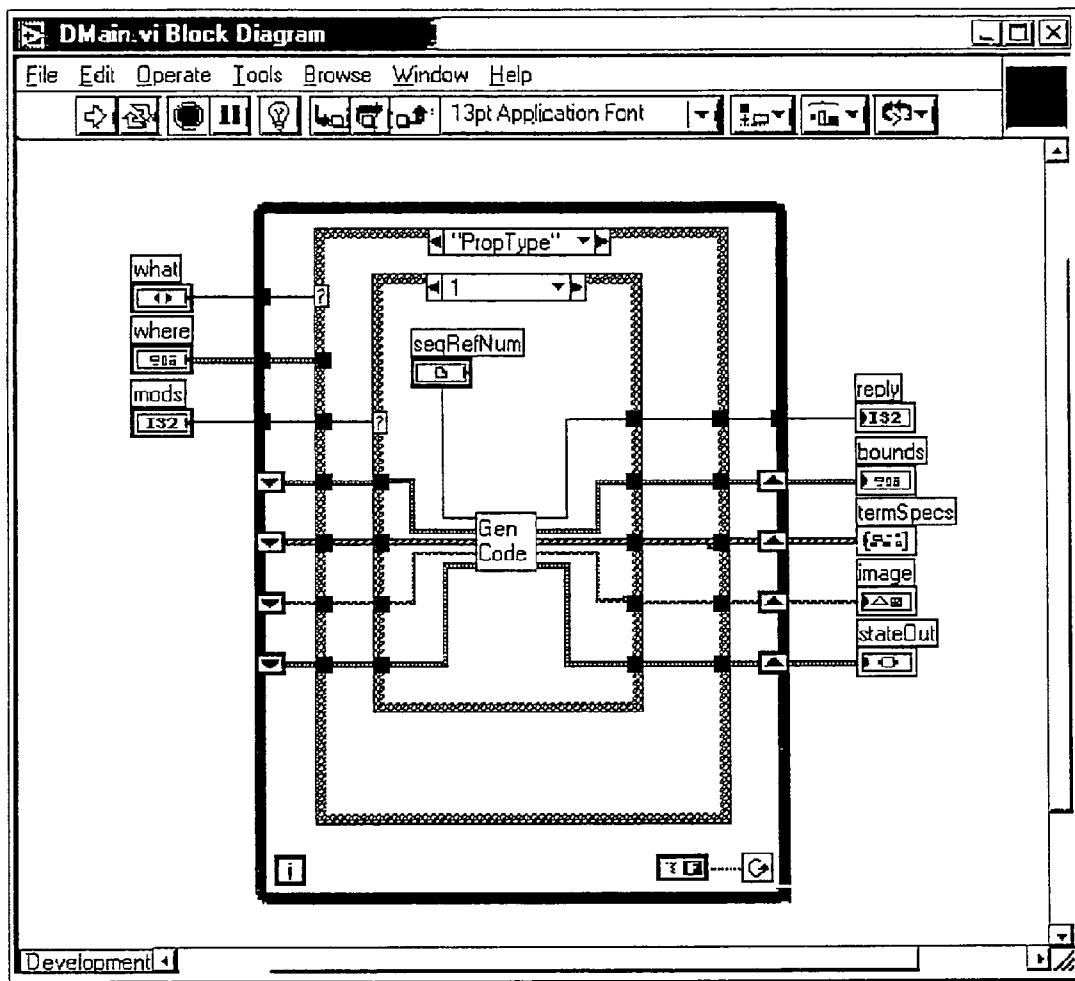 DMain.vi Block Diagram
File Edit Operate Tools Browse Window Help
13pt Application Font
"PropType"
1
what
where
seqRefNum
mods
I32
?
?
reply
I32
bounds
termSpecs
Gen
Code
image
stateOut
i
Development